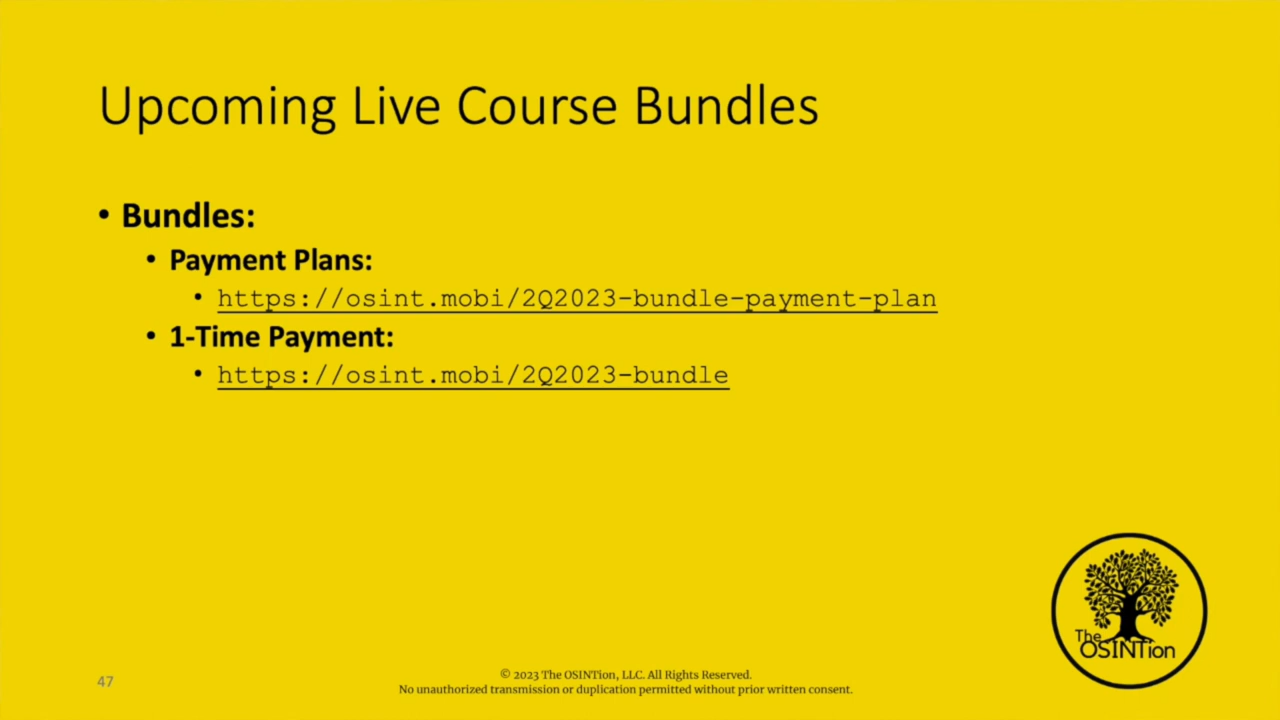 Upcoming Live Course Bundles
• Bundles:
• Payment Plans:
• https://osint.mobi/2Q2023-bundle-payment-plan
• 1-Time Payment:
• https://osint.mobi/2Q2023-bundle
The
OSINTion
47
© 2023 The OSINTion, LLC. All Rights Reserved.
No unauthorized transmission or duplication permitted without prior written consent.